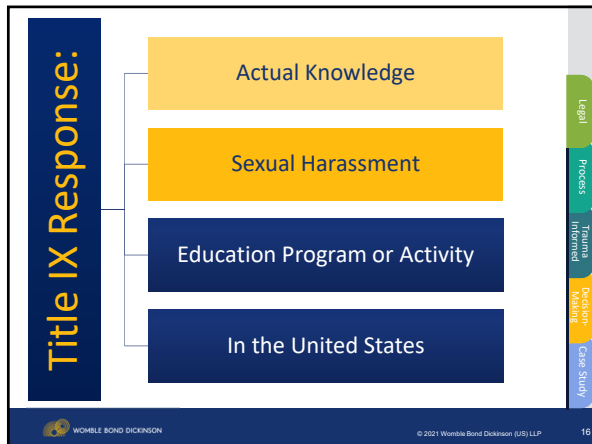 Title IX Response:
Actual Knowledge
Sexual Harassment
Education Program or Activity
In the United States
Legal
Process
Trauma
Informed
Decision-
Making
Case Study
WOMBLE BOND DICKINSON
© 2021 Womble Bond Dickinson (US) LLP
16